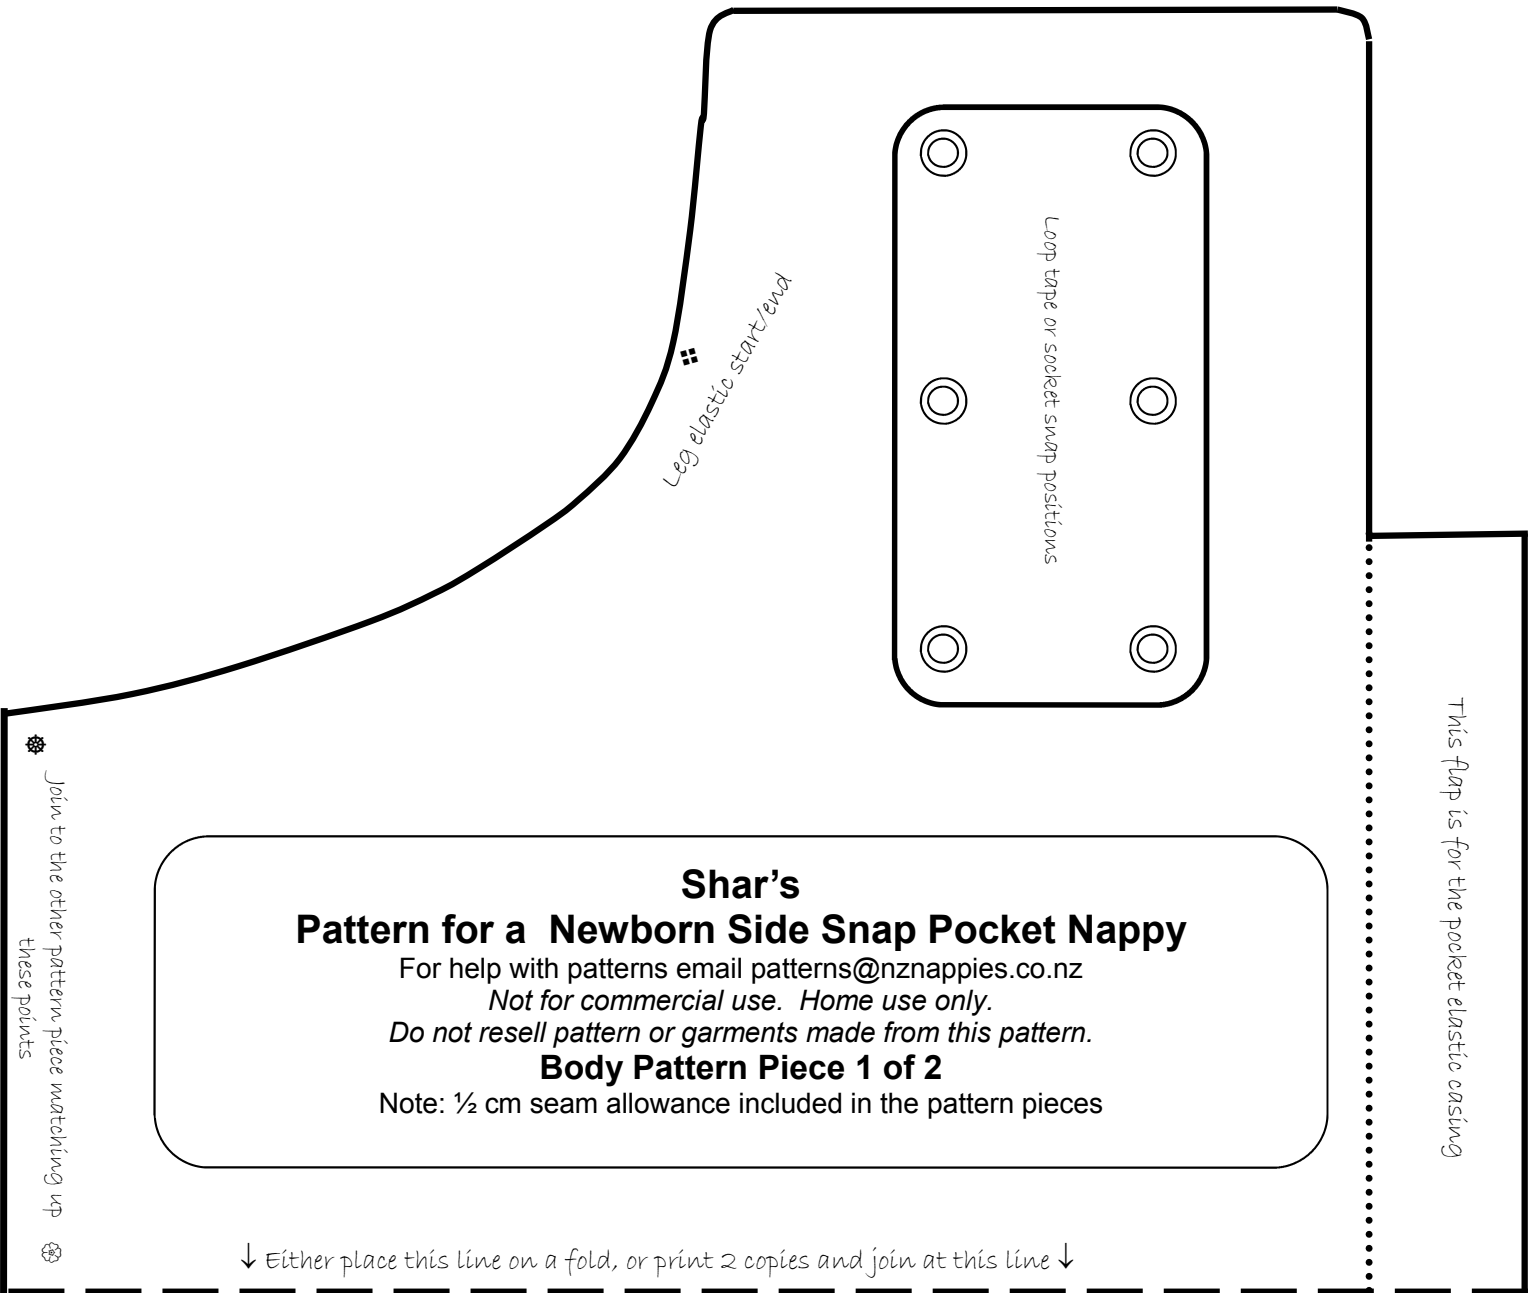 Leg elastic start/end
Loop tape or socket snap positions
This flap is for the pocket elastic casing
Join to the other pattern piece matching up
these points
Shar’s
Pattern for a  Newborn Side Snap Pocket Nappy
For help with patterns email patterns@nznappies.co.nz
Not for commercial use.  Home use only.
Do not resell pattern or garments made from this pattern.
Body Pattern Piece 1 of 2
Note: ½ cm seam allowance included in the pattern pieces
↓ Either place this line on a fold, or print 2 copies and join at this line ↓